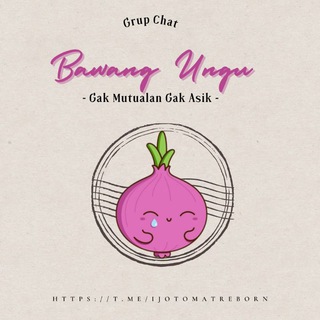 Grup Chat
Bawang Ungu
- Gak Mutualan Gak Asik -
HTTPS://T.ME/IJOTOMATREBORN